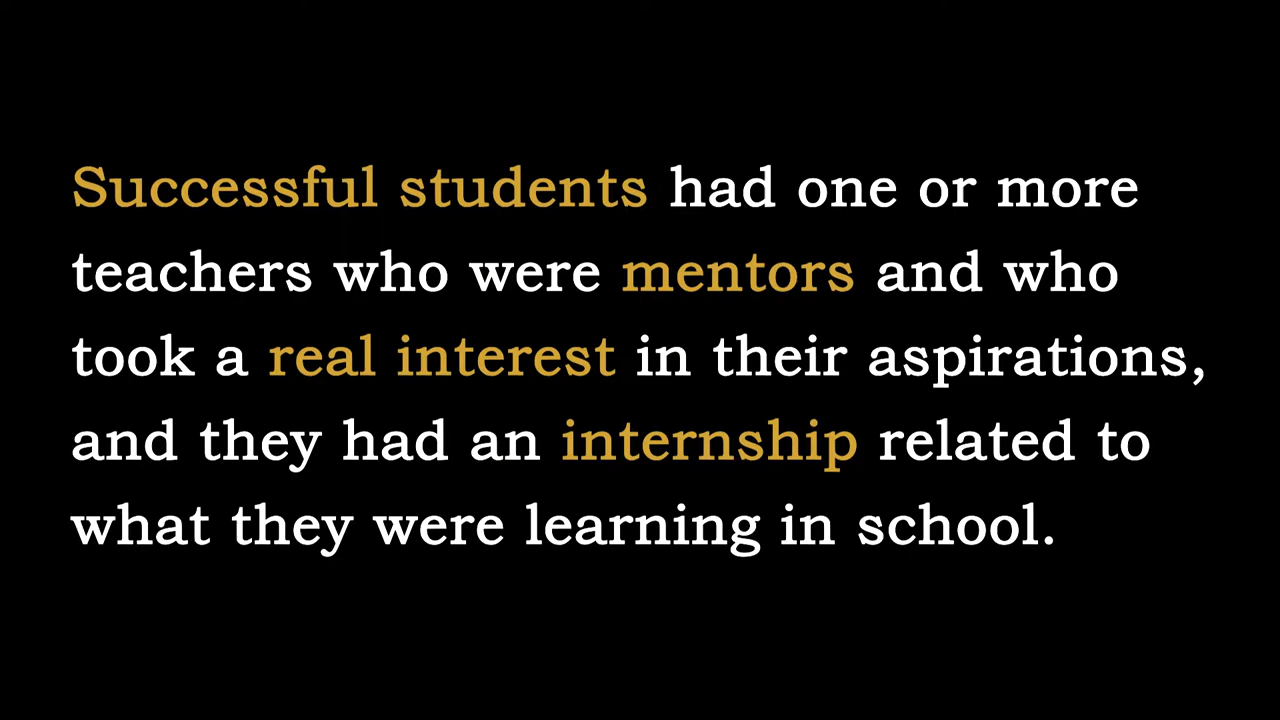 Successful students had one or more
teachers who were mentors and who
took a real interest in their aspirations,
and they had an internship related to
what they were learning in school.